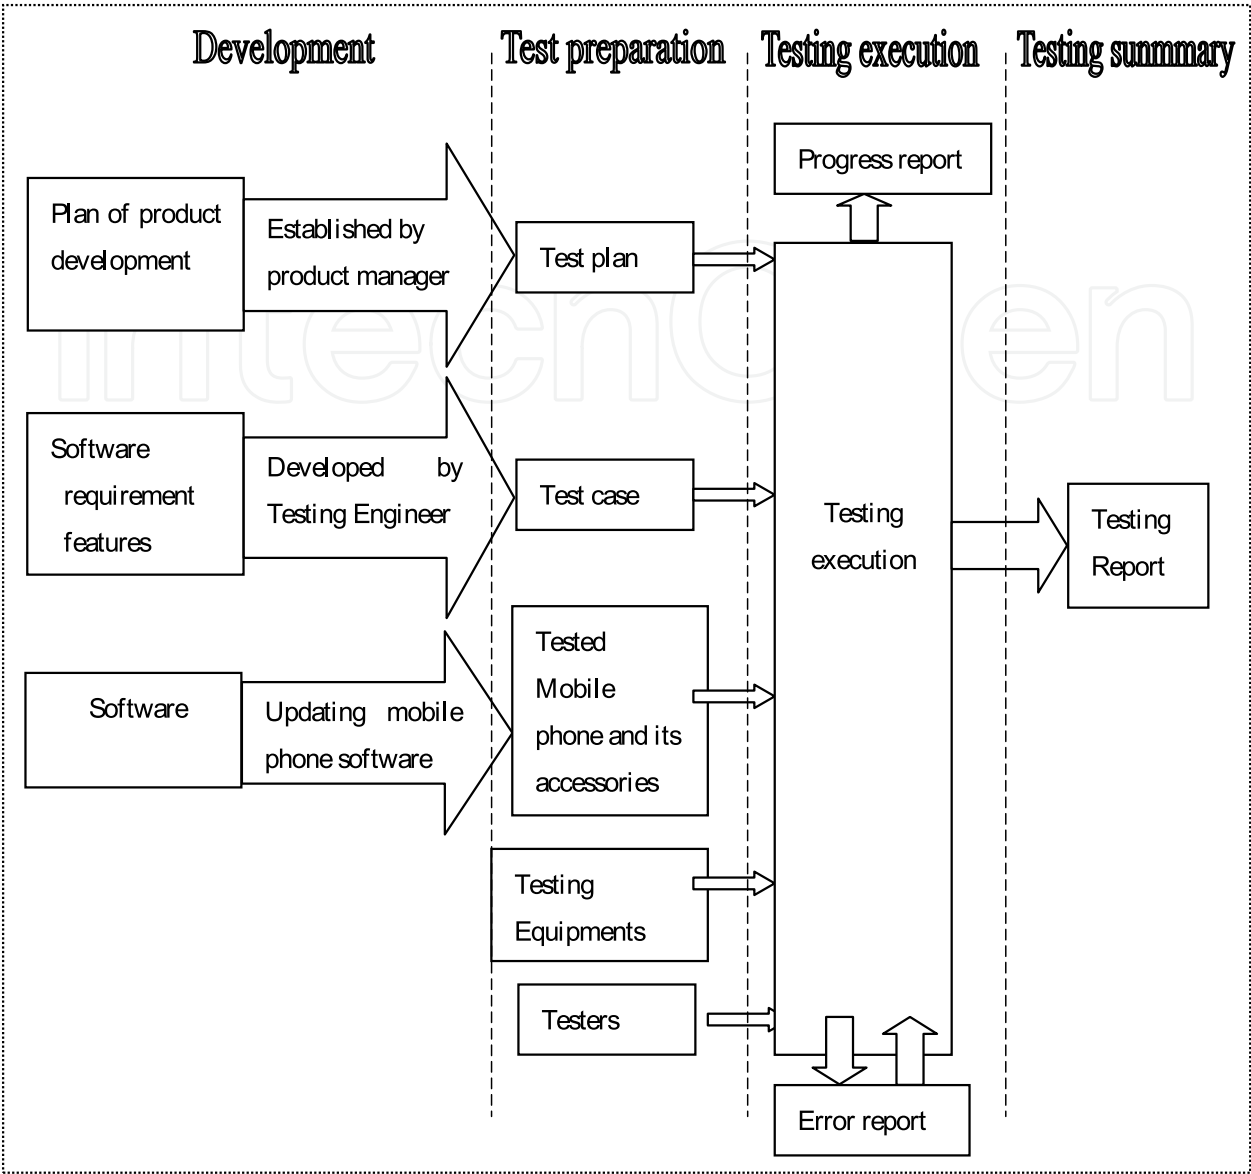 Development
Test preparation
Testing execution
Testing sunmmary
Progress report
Plan of product
development
Established by
product manager
Test plan
Software
requirement
features
Developed by
Testing Engineer
Test case
Testing
execution
Testing
Report
Software
Updating mobile
phone software
Tested
Mobile
phone and its
accessories
Testing
Equipments
Testers
Error report